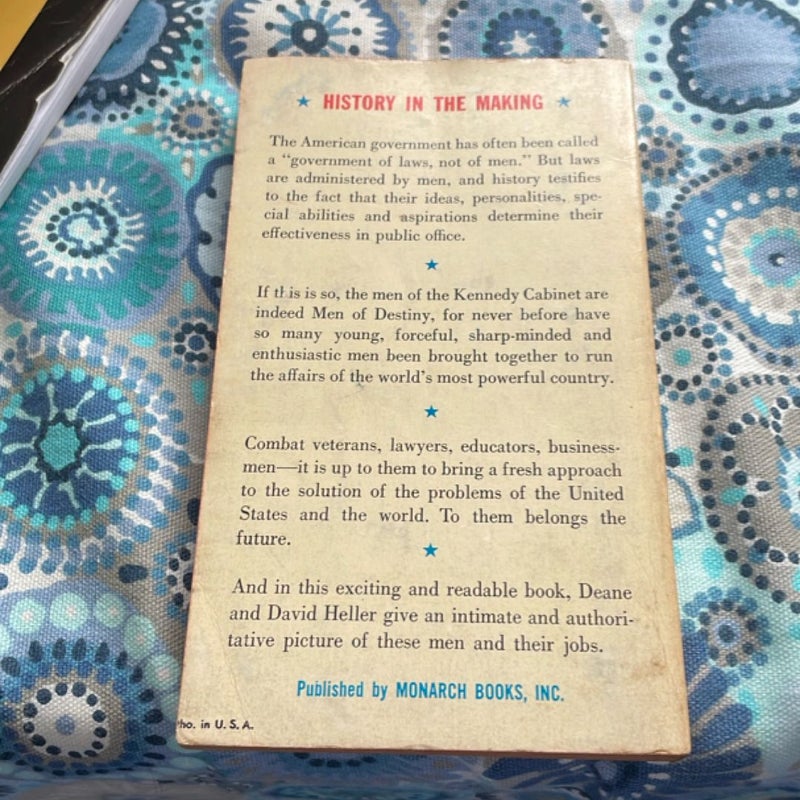 ★ HISTORY IN THE MAKING ★
The American government has often been called
a “government of laws, not of men.” But laws
are administered by men, and history testifies
to the fact that their ideas, personalities, spe-
cial abilities and aspirations determine their
effectiveness in public office.
★
If this is so, the men of the Kennedy Cabinet are
indeed Men of Destiny, for never before have
so many young, forceful, sharp-minded and
enthusiastic men been brought together to run
the affairs of the world’s most powerful country.
★
Combat veterans, lawyers, educators, business-
men—it is up to them to bring a fresh approach
to the solution of the problems of the United
States and the world. To them belongs the
future.
★
And in this exciting and readable book, Deane
and David Heller give an intimate and authori-
tative picture of these men and their jobs.
Published by MONARCH BOOKS, INC.
in U. S. A.